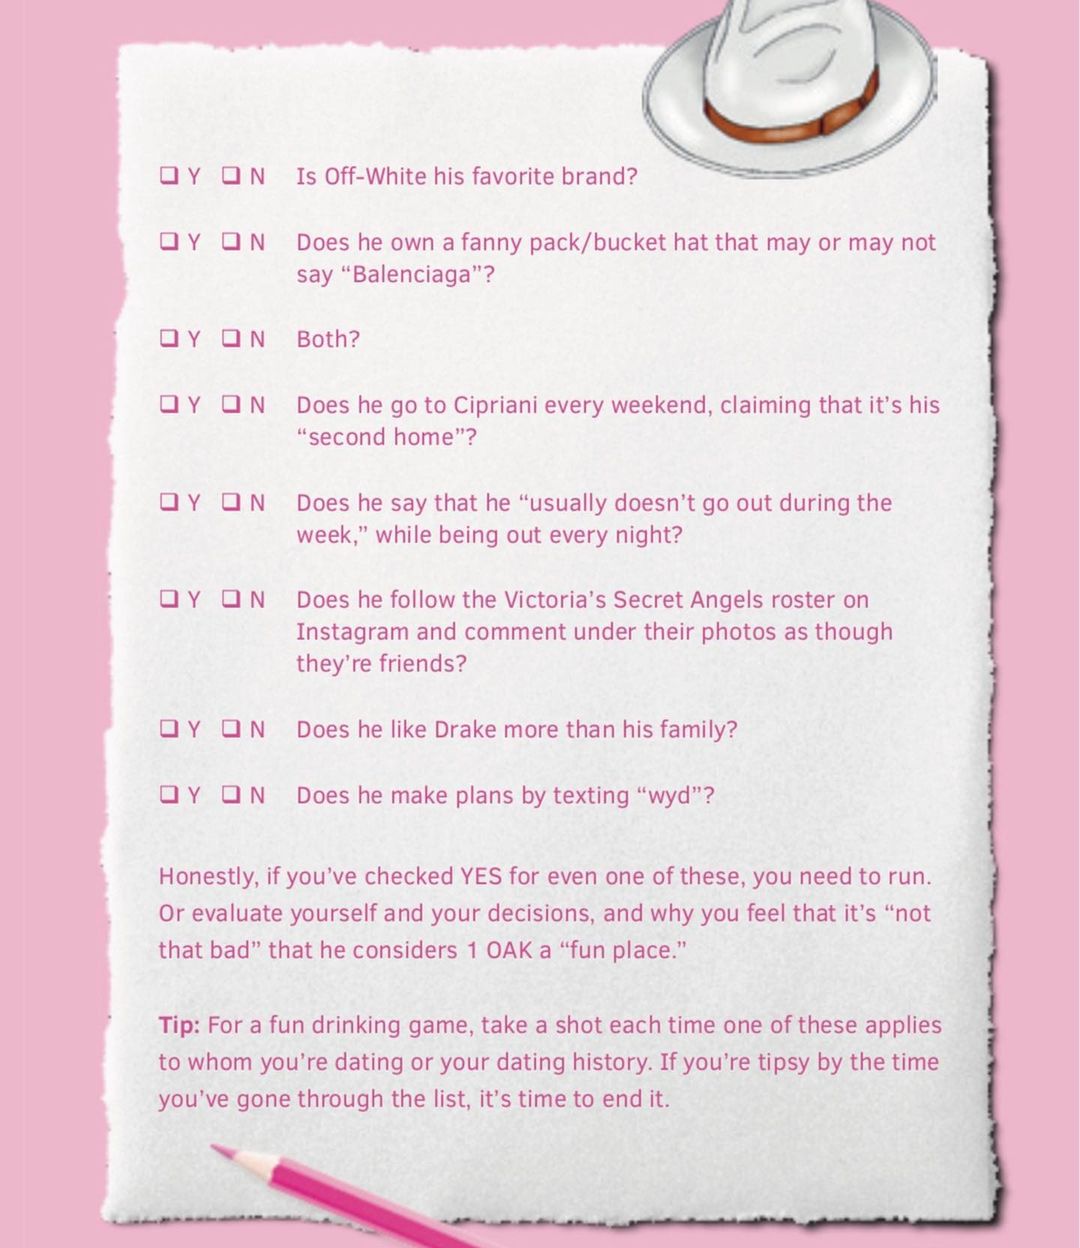 ❏ Y ❏ N Is Off-White his favorite brand?
❏ Y ❏ N Does he own a fanny pack/bucket hat that may or may not
say “Balenciaga”?
❏ Y ❏ N Both?
❏ Y ❏ N Does he go to Cipriani every weekend, claiming that it’s his
“second home”?
❏ Y ❏ N Does he say that he “usually doesn’t go out during the
week,” while being out every night?
❏ Y ❏ N Does he follow the Victoria’s Secret Angels roster on
Instagram and comment under their photos as though
they’re friends?
❏ Y ❏ N Does he like Drake more than his family?
❏ Y ❏ N Does he make plans by texting “wyd”?
Honestly, if you’ve checked YES for even one of these, you need to run.
Or evaluate yourself and your decisions, and why you feel that it’s “not
that bad” that he considers 1 OAK a “fun place.”
Tip: For a fun drinking game, take a shot each time one of these applies
to whom you’re dating or your dating history. If you’re tipsy by the time
you’ve gone through the list, it’s time to end it.